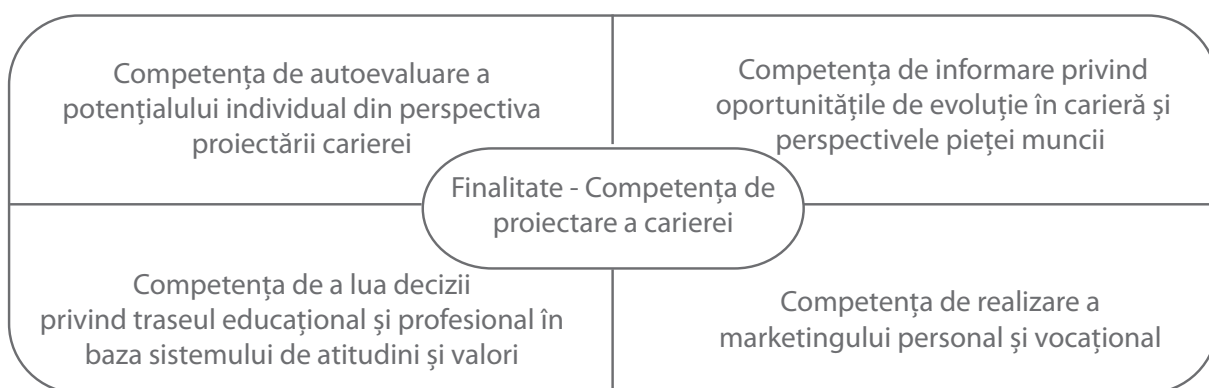 Competența de autoevaluare a
potențialului individual din perspectiva
proiectării carierei
Competența de informare privind
oportunitățile de evoluție în carieră și
perspectivele pieței muncii
Finalitate - Competența de
proiectare a carierei
Competența de a lua decizii
privind traseul educațional și profesional în
baza sistemului de atitudini și valori
Competența de realizare a
marketingului personal și vocațional